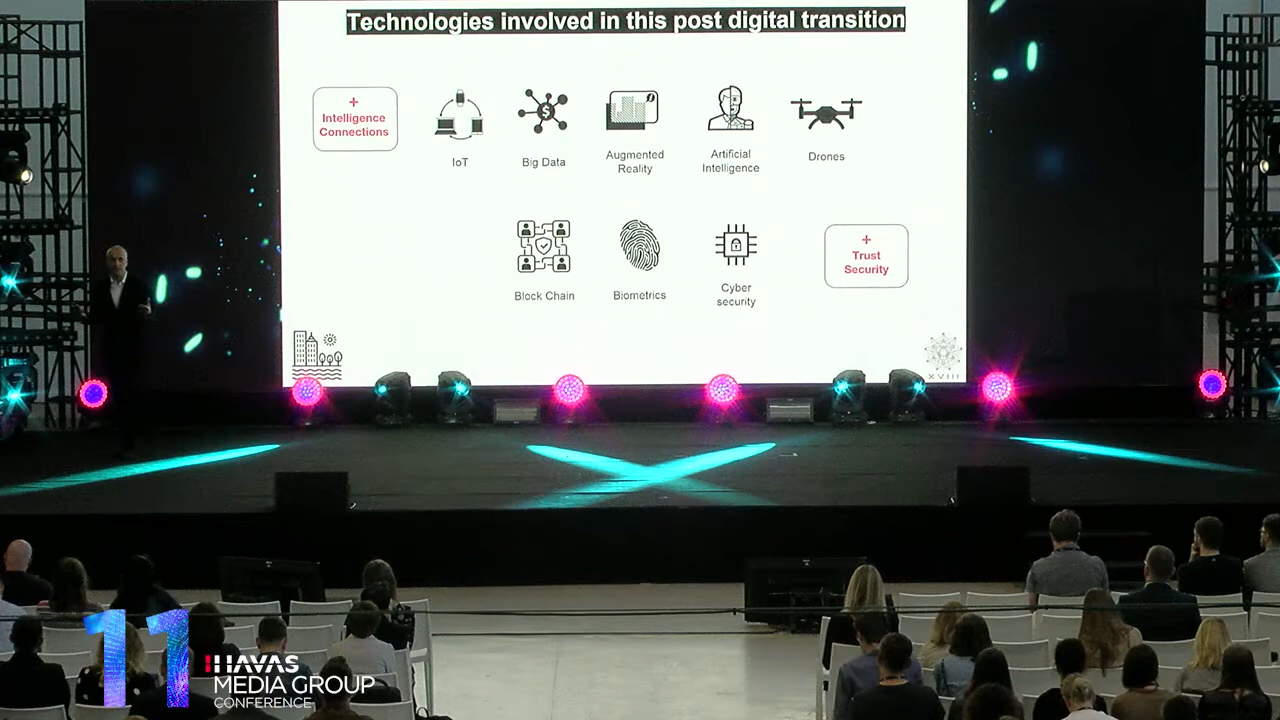 Technologies involved in this post digital transition
+
Intelligence
Connections
IoT
Big Data
Augmented
Reality
Artificial
Intelligence
Drones
Block Chain
Biometrics
Cyber
security
+
Trust
Security
XVIII
11
HAVAS
MEDIA GROUP
CONFERENCE